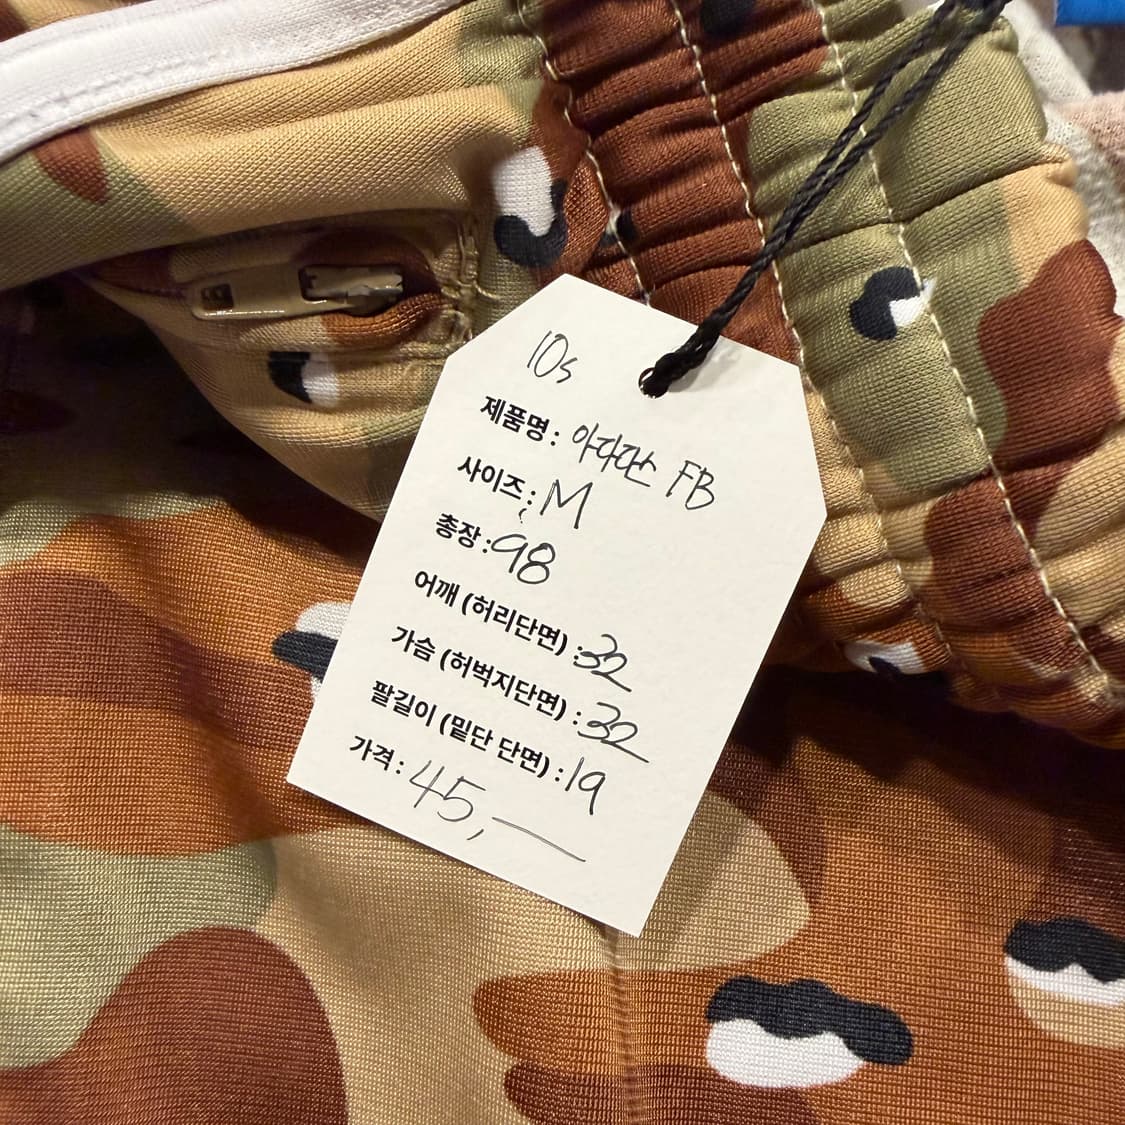 10s
제품명 : 아디다스 FB
사이즈 : M
총장 : 98
어깨 (허리단면) : 32
가슴 (허벅지단면) : 32
팔길이 (밑단 단면) : 19
가격 : 45,—